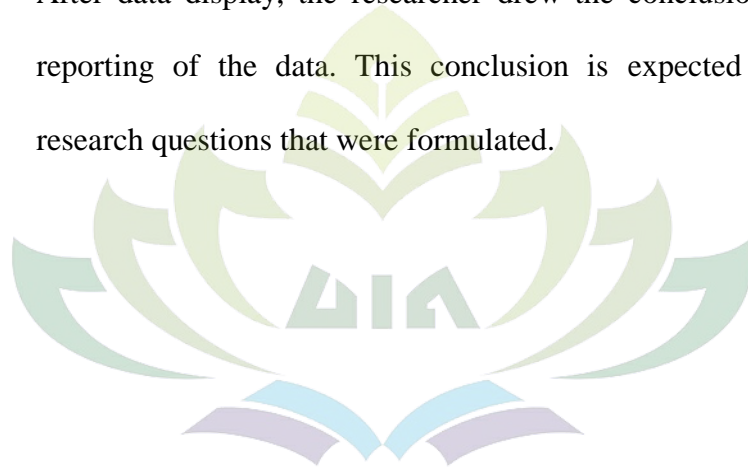 After data display, the researcher drew the conclusio
reporting of the data. This conclusion is expected
research questions that were formulated.
UIN